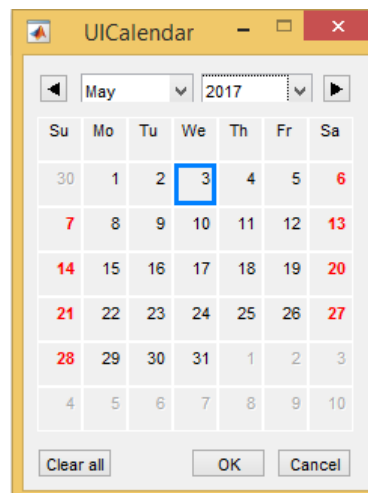 UICalendar
May 2017
Su Mo Tu We Th Fr Sa
30 1 2 3 4 5 6
7 8 9 10 11 12 13
14 15 16 17 18 19 20
21 22 23 24 25 26 27
28 29 30 31 1 2 3
4 5 6 7 8 9 10
Clear all OK Cancel